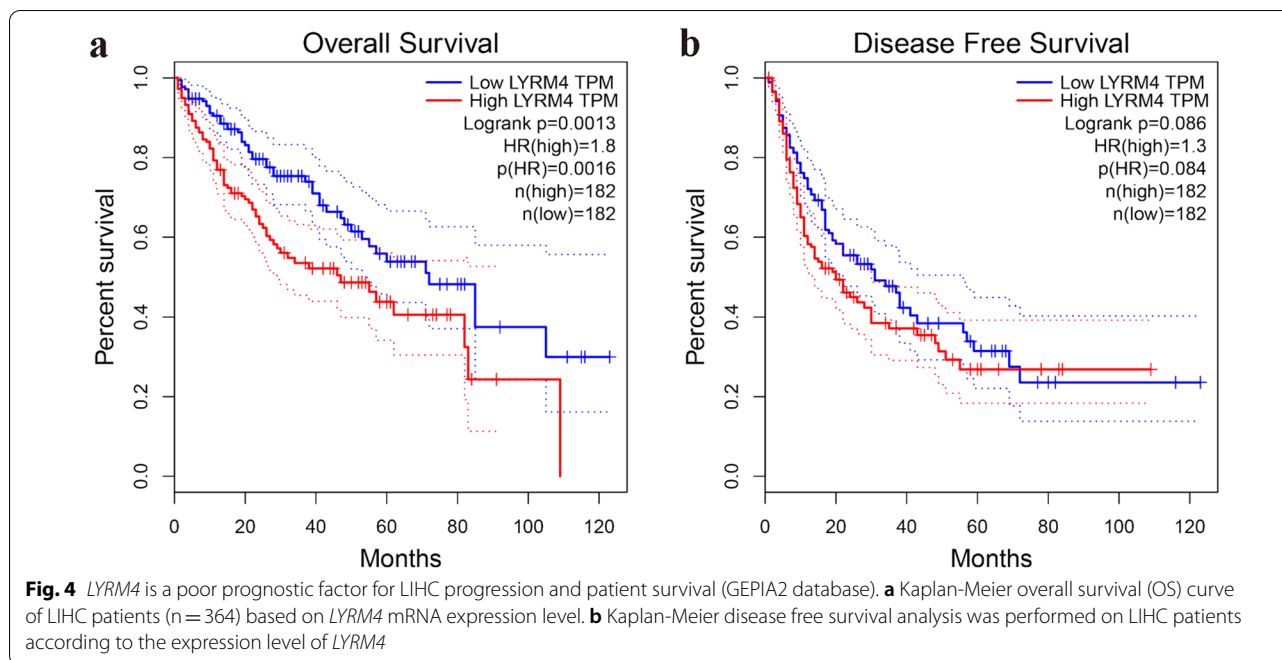 a
Overall Survival
Low LYRM4 TPM
High LYRM4 TPM
Logrank p=0.0013
HR(high)=1.8
p(HR)=0.0016
n(high)=182
n(low)=182
Percent survival
1.0
0.8
0.6
0.4
0.2
0.0
0 20 40 60 80 100 120
Months
b
Disease Free Survival
Low LYRM4 TPM
High LYRM4 TPM
Logrank p=0.086
HR(high)=1.3
p(HR)=0.084
n(high)=182
n(low)=182
Percent survival
1.0
0.8
0.6
0.4
0.2
0.0
0 20 40 60 80 100 120
Months
Fig. 4 LYRM4 is a poor prognostic factor for LIHC progression and patient survival (GEPIA2 database). a Kaplan-Meier overall survival (OS) curve
of LIHC patients (n = 364) based on LYRM4 mRNA expression level. b Kaplan-Meier disease free survival analysis was performed on LIHC patients
according to the expression level of LYRM4